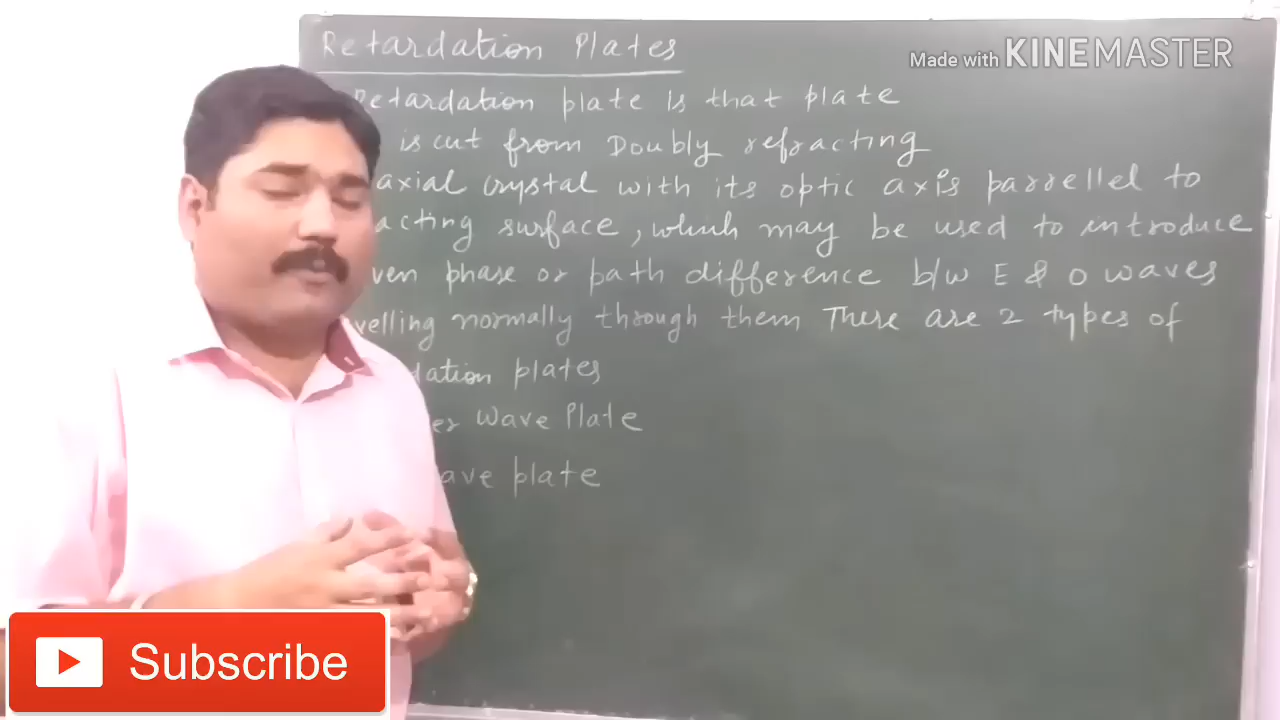 Retardation Plates
Made with KINEMASTER
Retardation plate is that plate
is cut from Doubly refracting
axial crystal with its optic axis parrellel to
acting surface, which may be used to introduce
ven phase or path difference b/w E & O waves
velling normally through them There are 2 types of
dation plates
er Wave Plate
ave plate
Subscribe